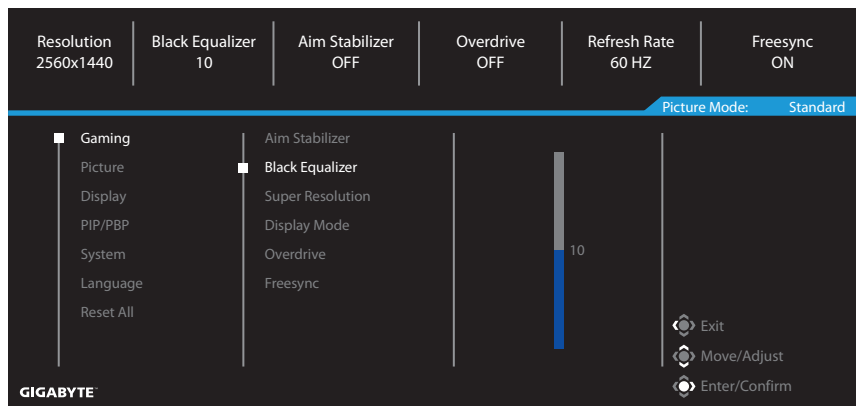 Resolution
2560x1440
Black Equalizer
10
Aim Stabilizer
OFF
Overdrive
OFF
Refresh Rate
60 HZ
Freesync
ON
Picture Mode: Standard
Gaming
Picture
Display
PIP/PBP
System
Language
Reset All
Aim Stabilizer
Black Equalizer
Super Resolution
Display Mode
Overdrive
Freesync
10
Exit
Move/Adjust
Enter/Confirm
GIGABYTE™